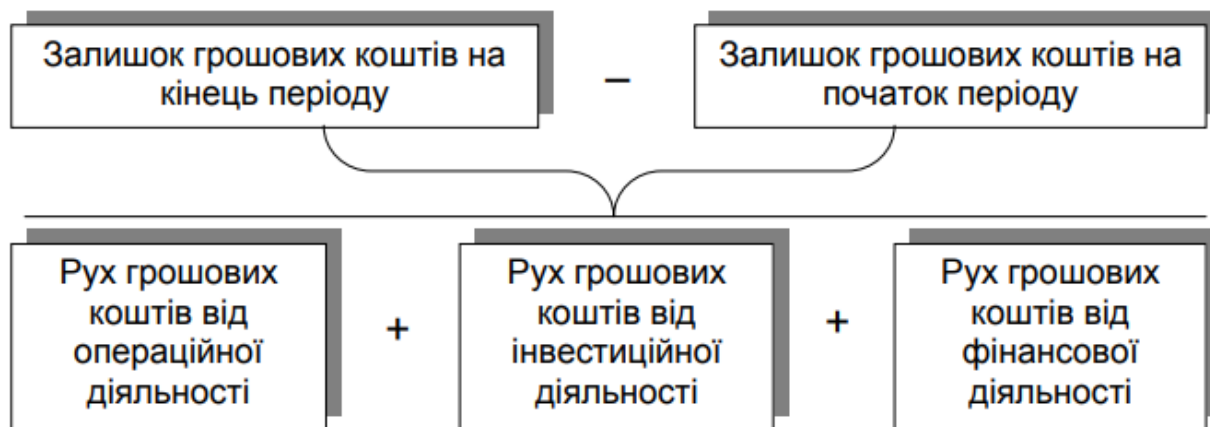 Залишок грошових коштів на
кінець періоду
–
Залишок грошових коштів на
початок періоду
Рух грошових
коштів від
операційної
діяльності
+
Рух грошових
коштів від
інвестиційної
діяльності
+
Рух грошових
коштів від
фінансової
діяльності